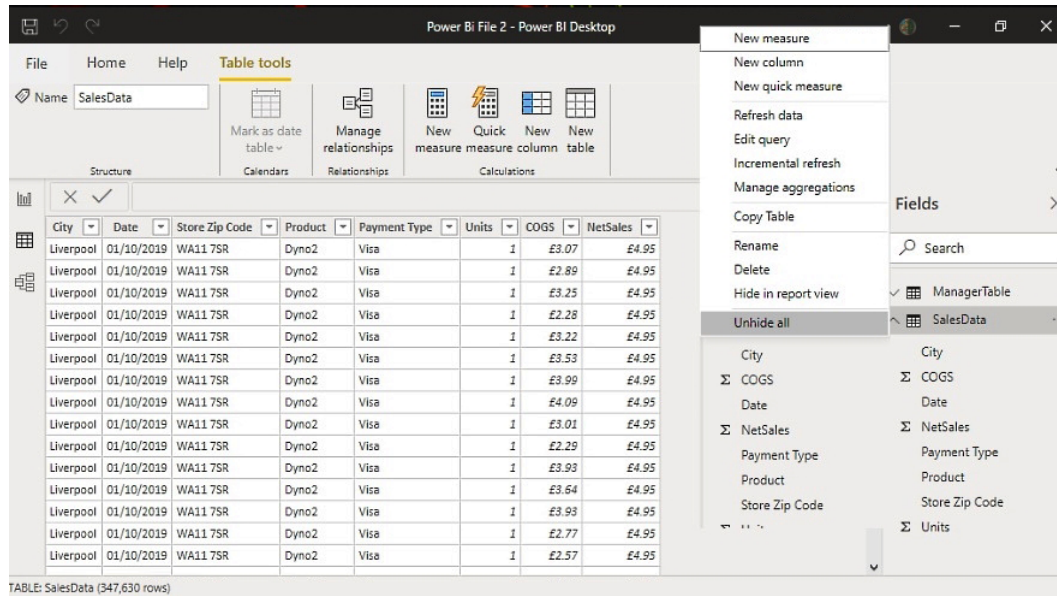 Power Bi File 2 - Power BI Desktop
File Home Help Table tools
Name SalesData
Mark as date table
Manage relationships
New measure
Quick measure
New column
New table
Structure Calendars Relationships Calculations
New measure
New column
New quick measure
Refresh data
Edit query
Incremental refresh
Manage aggregations
Copy Table
Rename
Delete
Hide in report view
Unhide all
City
Σ COGS
Date
Σ NetSales
Payment Type
Product
Store Zip Code
Fields
Search
ManagerTable
SalesData
City
Σ COGS
Date
Σ NetSales
Payment Type
Product
Store Zip Code
Σ Units
City Date Store Zip Code Product Payment Type Units COGS NetSales
Liverpool 01/10/2019 WA11 7SR Dyno2 Visa 1 £3.07 £4.95
Liverpool 01/10/2019 WA11 7SR Dyno2 Visa 1 £2.89 £4.95
Liverpool 01/10/2019 WA11 7SR Dyno2 Visa 1 £3.25 £4.95
Liverpool 01/10/2019 WA11 7SR Dyno2 Visa 1 £2.28 £4.95
Liverpool 01/10/2019 WA11 7SR Dyno2 Visa 1 £3.22 £4.95
Liverpool 01/10/2019 WA11 7SR Dyno2 Visa 1 £3.53 £4.95
Liverpool 01/10/2019 WA11 7SR Dyno2 Visa 1 £3.99 £4.95
Liverpool 01/10/2019 WA11 7SR Dyno2 Visa 1 £4.09 £4.95
Liverpool 01/10/2019 WA11 7SR Dyno2 Visa 1 £3.01 £4.95
Liverpool 01/10/2019 WA11 7SR Dyno2 Visa 1 £2.29 £4.95
Liverpool 01/10/2019 WA11 7SR Dyno2 Visa 1 £3.93 £4.95
Liverpool 01/10/2019 WA11 7SR Dyno2 Visa 1 £3.64 £4.95
Liverpool 01/10/2019 WA11 7SR Dyno2 Visa 1 £3.93 £4.95
Liverpool 01/10/2019 WA11 7SR Dyno2 Visa 1 £2.77 £4.95
Liverpool 01/10/2019 WA11 7SR Dyno2 Visa 1 £2.57 £4.95
TABLE: SalesData (347,630 rows)